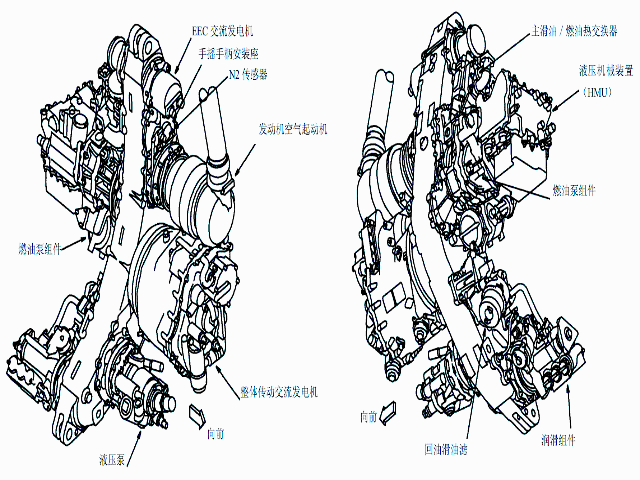 EEC 交流发电机
手摇手柄安装座
N2 传感器
发动机空气起动机
燃油泵组件
整体传动交流发电机
向前
液压泵
主滑油 / 燃油热交换器
液压机械装置
（HMU）
燃油泵组件
向前
回油滑油滤
润滑组件